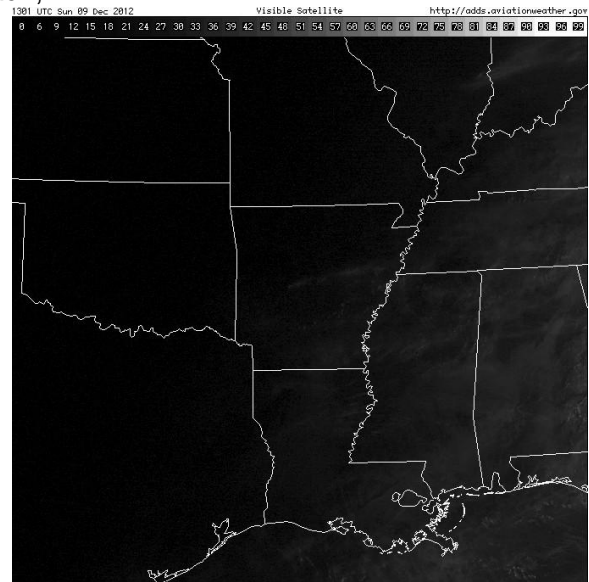 1301 UTC Sun 09 Dec 2012 Visible Satellite http://adds.aviationweather.gov
0 6 9 12 15 18 21 24 27 30 33 36 39 42 45 48 51 54 57 60 63 66 69 72 75 78 81 84 87 90 93 96 99